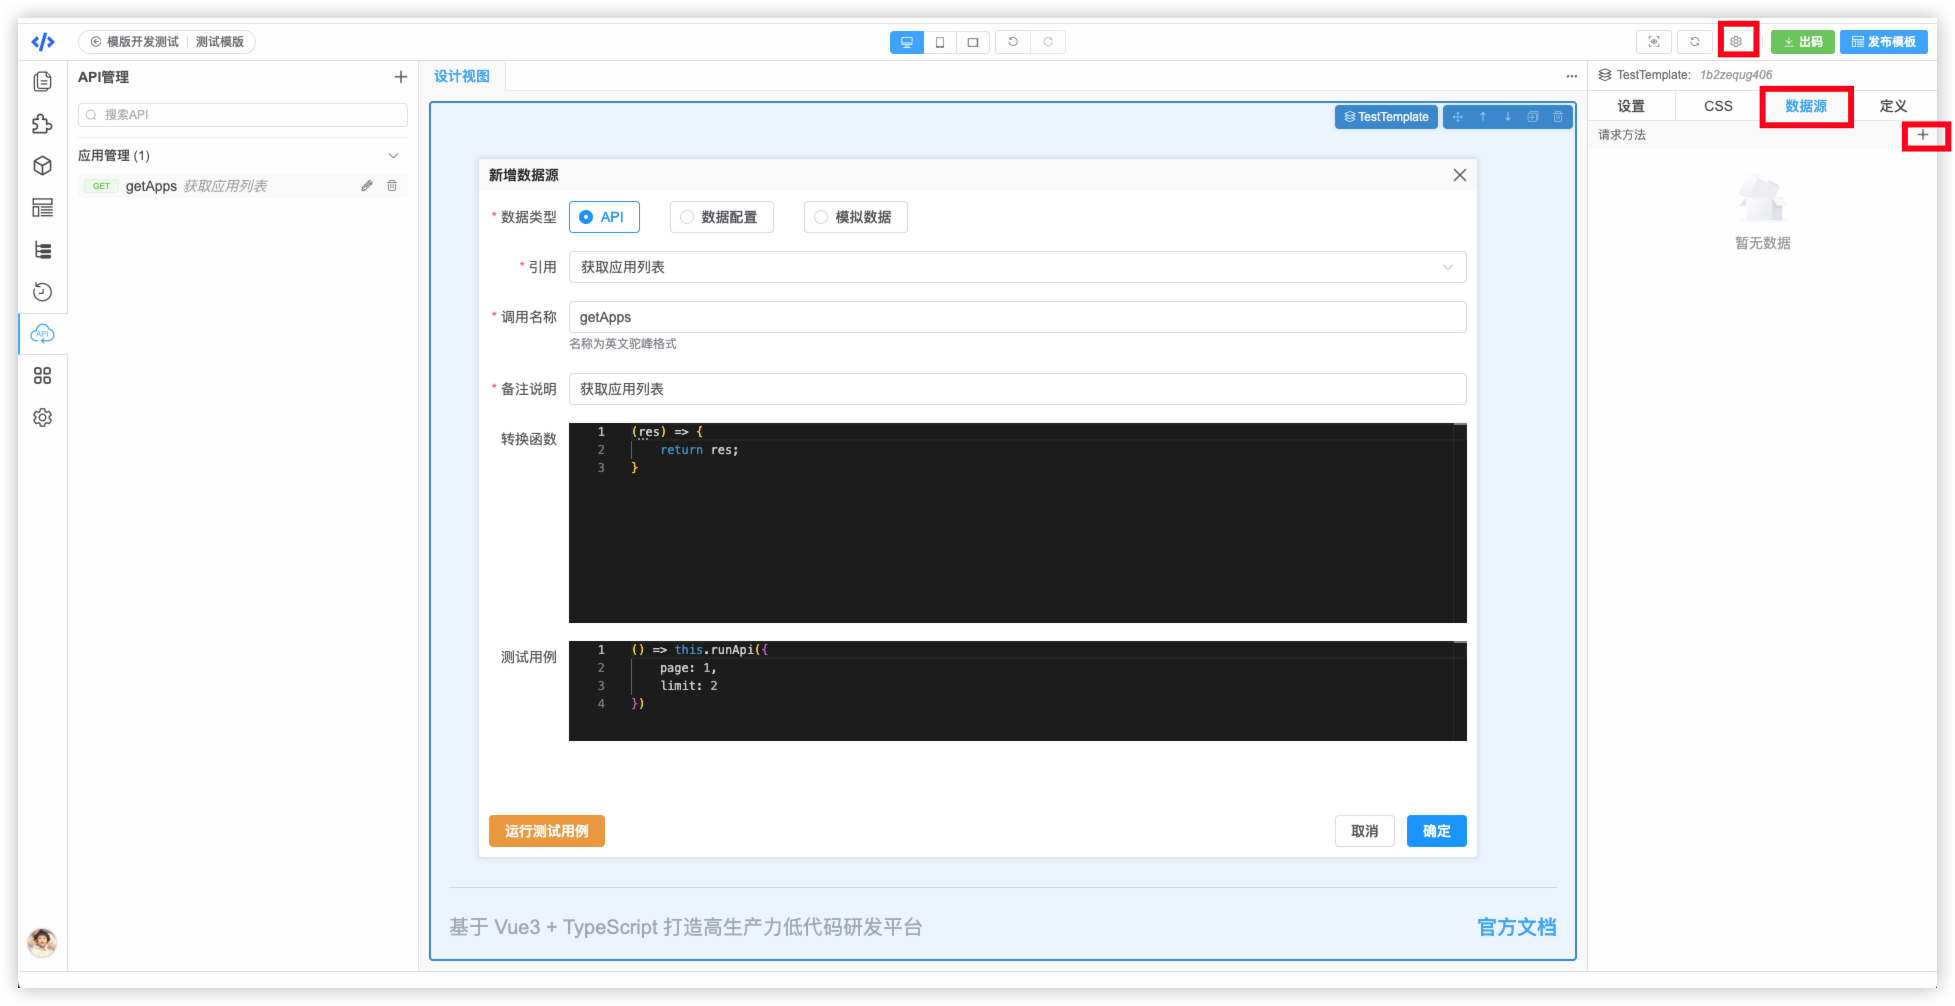 模版开发测试 测试模版
出码
发布模板
API管理
搜索API
应用管理 (1)
GET getApps 获取应用列表
设计视图
TestTemplate
新增数据源
* 数据类型 API 数据配置 模拟数据
* 引用 获取应用列表
* 调用名称 getApps
名称为英文驼峰格式
* 备注说明 获取应用列表
转换函数
1 (res) => {
2 return res;
3 }
测试用例
1 () => this.runApi({
2 page: 1,
3 limit: 2
4 })
运行测试用例
取消
确定
基于 Vue3 + TypeScript 打造高生产力低代码研发平台
官方文档
TestTemplate: 1b2zequg406
设置 CSS 数据源 定义
请求方法
暂无数据
API